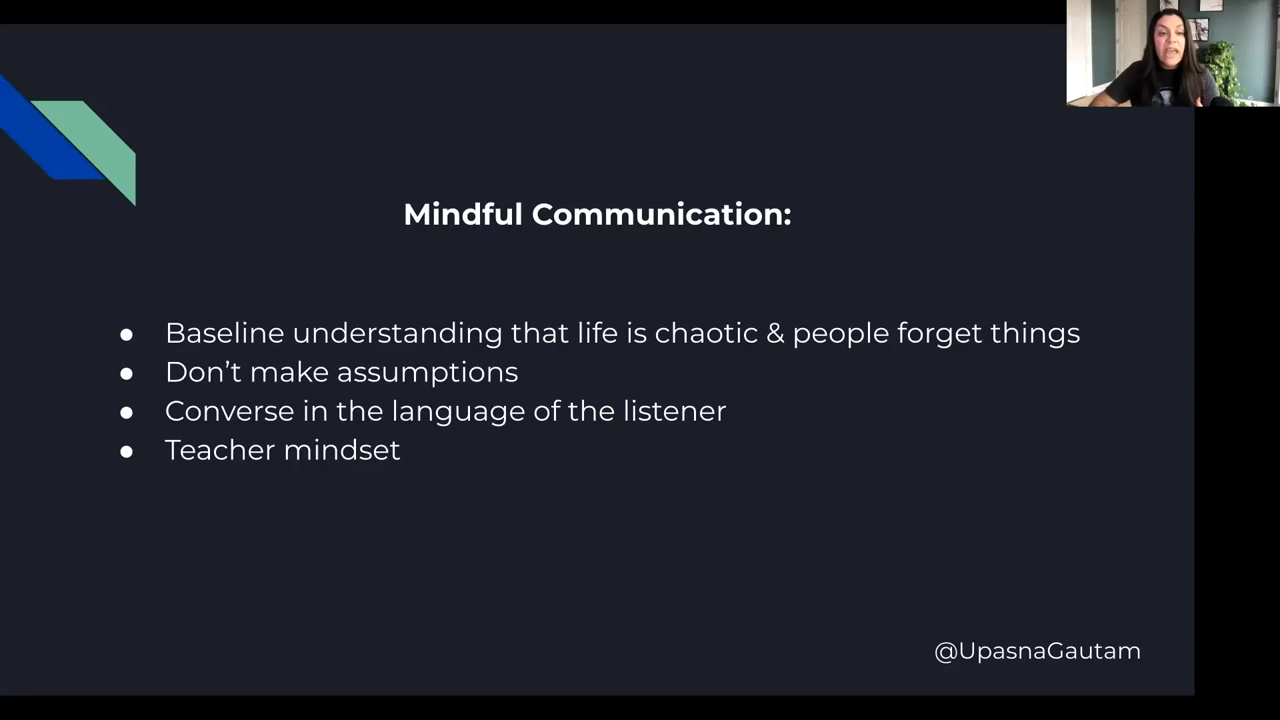 Mindful Communication:
● Baseline understanding that life is chaotic & people forget things
● Don’t make assumptions
● Converse in the language of the listener
● Teacher mindset
@UpasnaGautam